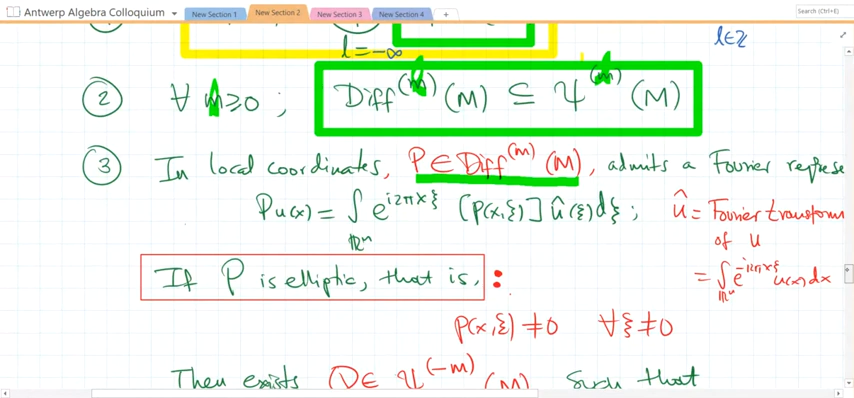 Antwerp Algebra Colloquium
New Section 1
New Section 2
New Section 3
New Section 4
+
Search (Ctrl+E)
l = -∞
l ∈ ℤ
② ∀ m ≥ 0 ; Diff^(m) (M) ⊆ Ψ^(m) (M)
③ In local coordinates, P ∈ Diff^(m) (M), admits a Fourier represe
Pu(x) = ∫_ℝⁿ e^{i2πxξ} [P(x,ξ)] û(ξ)dξ ; û = Fourier transform
of u
= ∫_ℝⁿ e^{-i2πxξ} u(x)dx
If P is elliptic, that is, :
P(x,ξ) ≠ 0 ∀ξ ≠ 0
Then exists Q ∈ Ψ^(-m) (M) such that